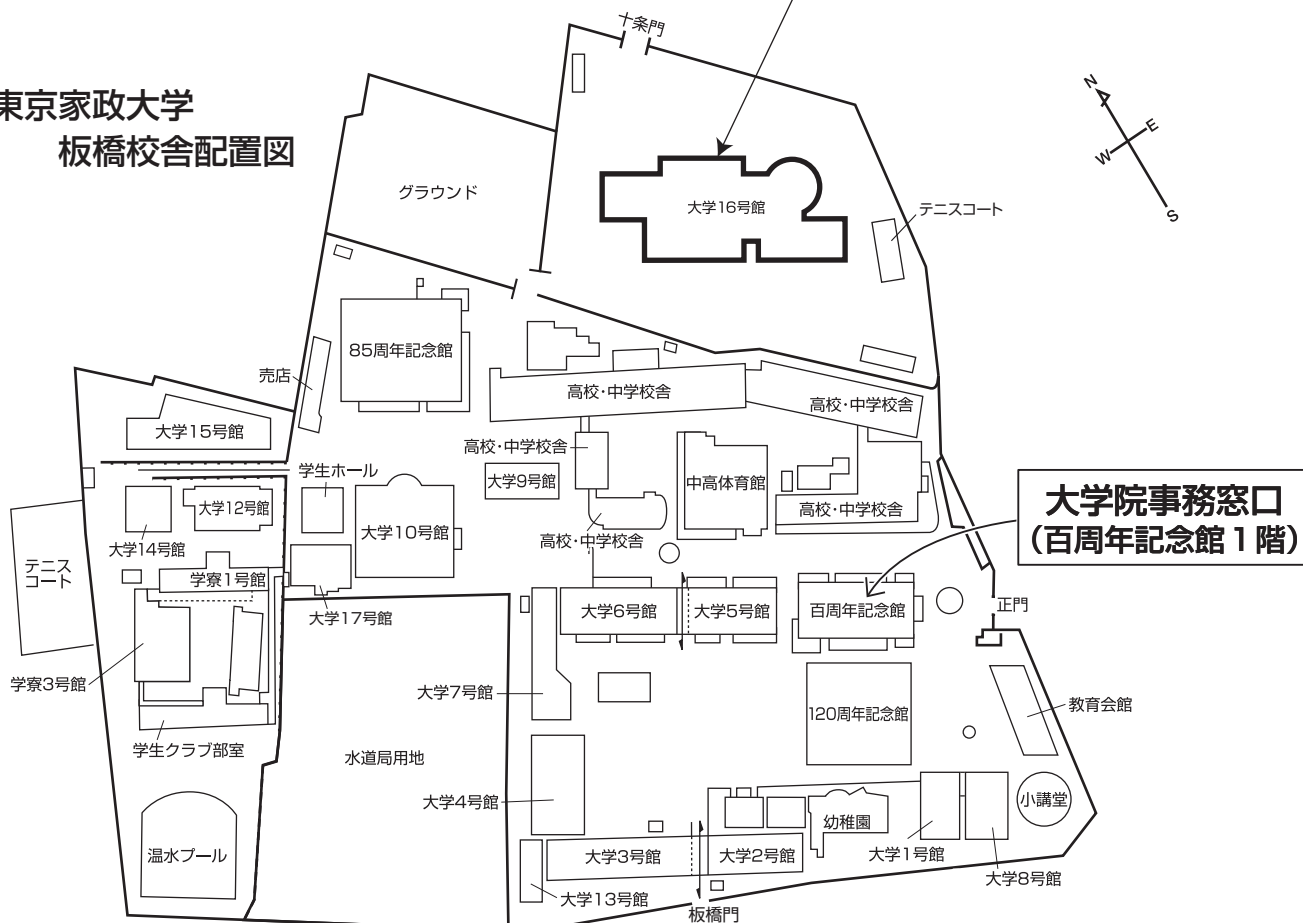 東京家政大学
板橋校舎配置図
十条門
N
E
W
S
グラウンド
大学16号館
テニスコート
85周年記念館
売店
高校・中学校舎
高校・中学校舎
大学15号館
高校・中学校舎
学生ホール
大学9号館
中高体育館
大学院事務窓口
(百周年記念館1階)
大学12号館
大学10号館
高校・中学校舎
大学14号館
高校・中学校舎
テニス
コート
学寮1号館
大学17号館
大学6号館
大学5号館
百周年記念館
正門
学寮3号館
大学7号館
120周年記念館
教育会館
学生クラブ部室
水道局用地
大学4号館
小講堂
幼稚園
温水プール
大学3号館
大学2号館
大学1号館
大学8号館
大学13号館
板橋門